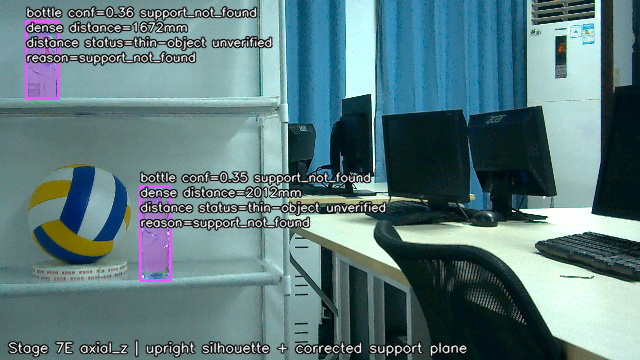 bottle conf=0.36 support_not_found
dense distance=1672mm
distance status=thin-object unverified
reason=support_not_found
acer
bottle conf=0.35 support_not_found
dense distance=2012mm
distance status=thin-object unverified
reason=support_not_found
Stage 7E axial_z | upright silhouette + corrected support plane